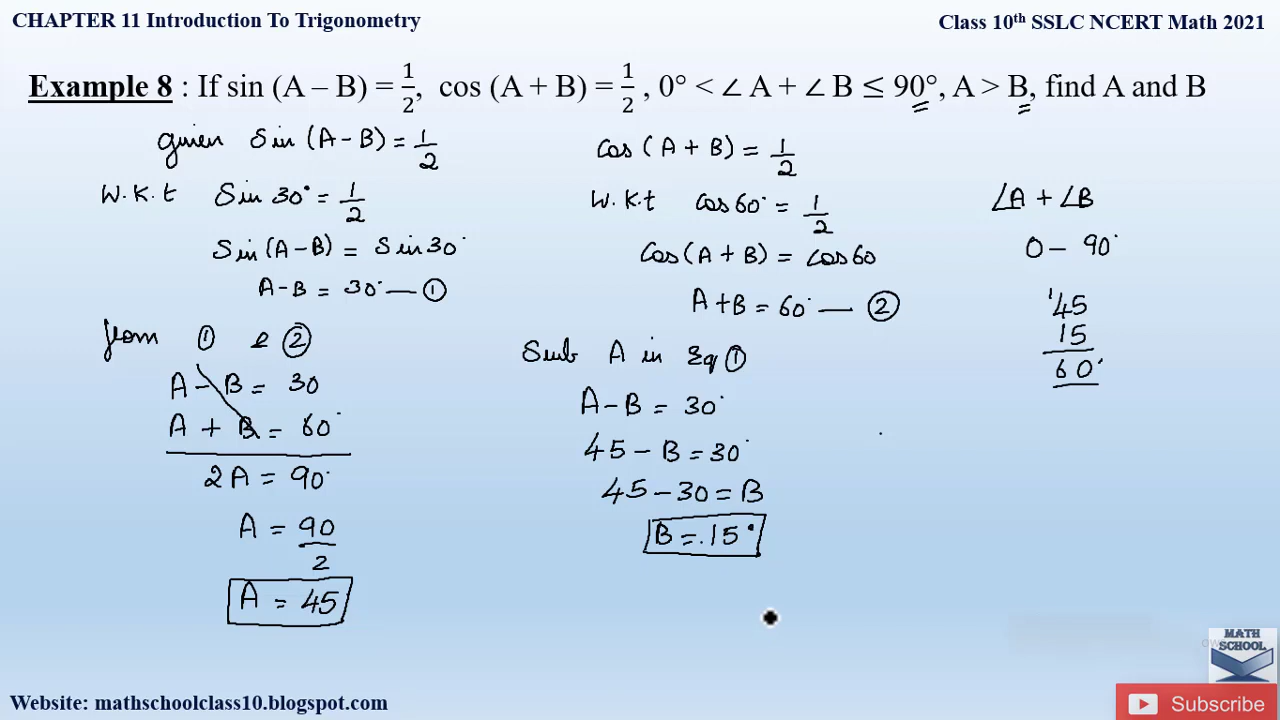 CHAPTER 11 Introduction To Trigonometry
Class 10th SSLC NCERT Math 2021
Example 8 : If sin (A – B) = 1/2, cos (A + B) = 1/2 , 0° < ∠ A + ∠ B ≤ 90°, A > B, find A and B
given Sin (A - B) = 1/2
W.K.t Sin 30° = 1/2
Sin (A - B) = Sin 30°
A - B = 30° — ①
from ① & ②
A - B = 30
A + B = 60°
2A = 90°
A = 90/2
A = 45
Cos (A + B) = 1/2
W.K.t Cos 60° = 1/2
Cos (A + B) = Cos 60
A + B = 60° — ②
Sub A in Eq ①
A - B = 30°
45 - B = 30°
45 - 30 = B
B = 15°
∠A + ∠B
0 - 90°
45
15
60°
MATH
SCHOOL
Website: mathschoolclass10.blogspot.com
Subscribe